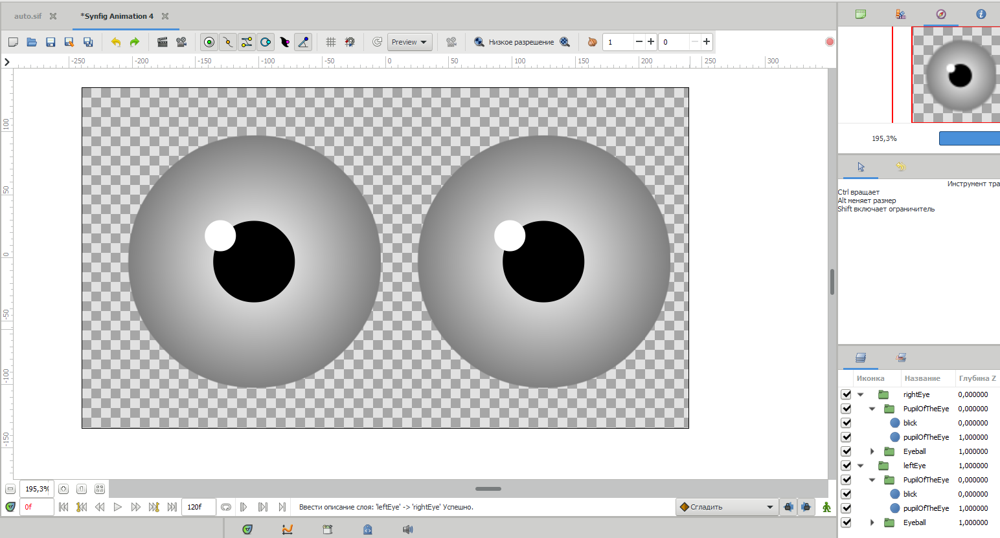 auto.sif
*Synfig Animation 4
Preview
Низкое разрешение
1
0
-250
-200
-150
-100
-50
0
50
100
150
200
250
300
100
50
0
-50
-100
-150
195,3%
Инструмент тра
Ctrl вращает
Alt меняет размер
Shift включает ограничитель
Иконка Название Глубина Z
rightEye 0,000000
PupilOfTheEye 0,000000
blick 0,000000
pupilOfTheEye 1,000000
Eyeball 1,000000
leftEye 1,000000
PupilOfTheEye 0,000000
blick 0,000000
pupilOfTheEye 1,000000
Eyeball 1,000000
195,3%
0f
120f
Ввести описание слоя: 'leftEye' -> 'rightEye' Успешно.
Сгладить